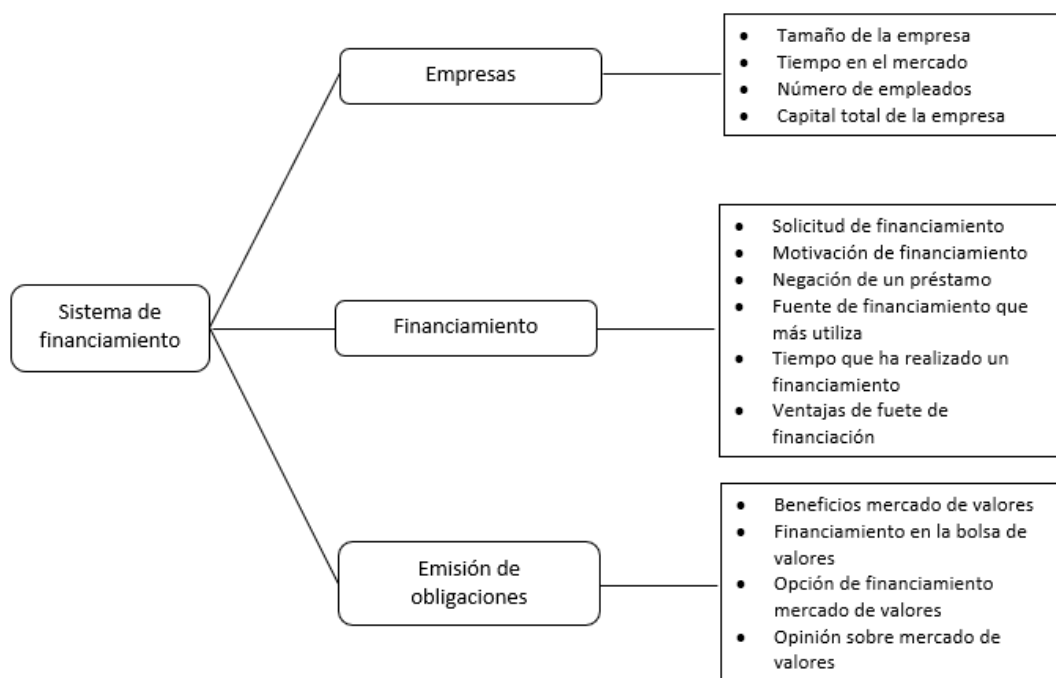 Empresas
• Tamaño de la empresa
• Tiempo en el mercado
• Número de empleados
• Capital total de la empresa
Sistema de
financiamiento
Financiamiento
• Solicitud de financiamiento
• Motivación de financiamiento
• Negación de un préstamo
• Fuente de financiamiento que
más utiliza
• Tiempo que ha realizado un
financiamiento
• Ventajas de fuete de
financiación
Emisión de
obligaciones
• Beneficios mercado de valores
• Financiamiento en la bolsa de
valores
• Opción de financiamiento
mercado de valores
• Opinión sobre mercado de
valores